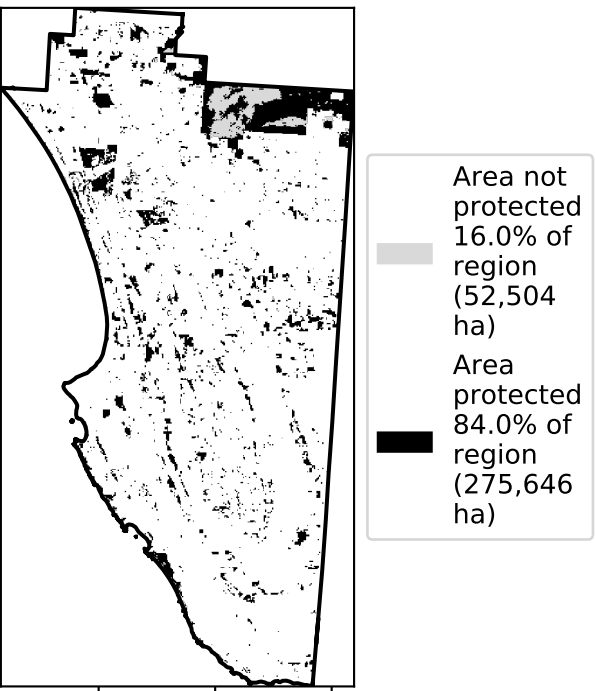 Area not
protected
16.0% of
region
(52,504
ha)
Area
protected
84.0% of
region
(275,646
ha)